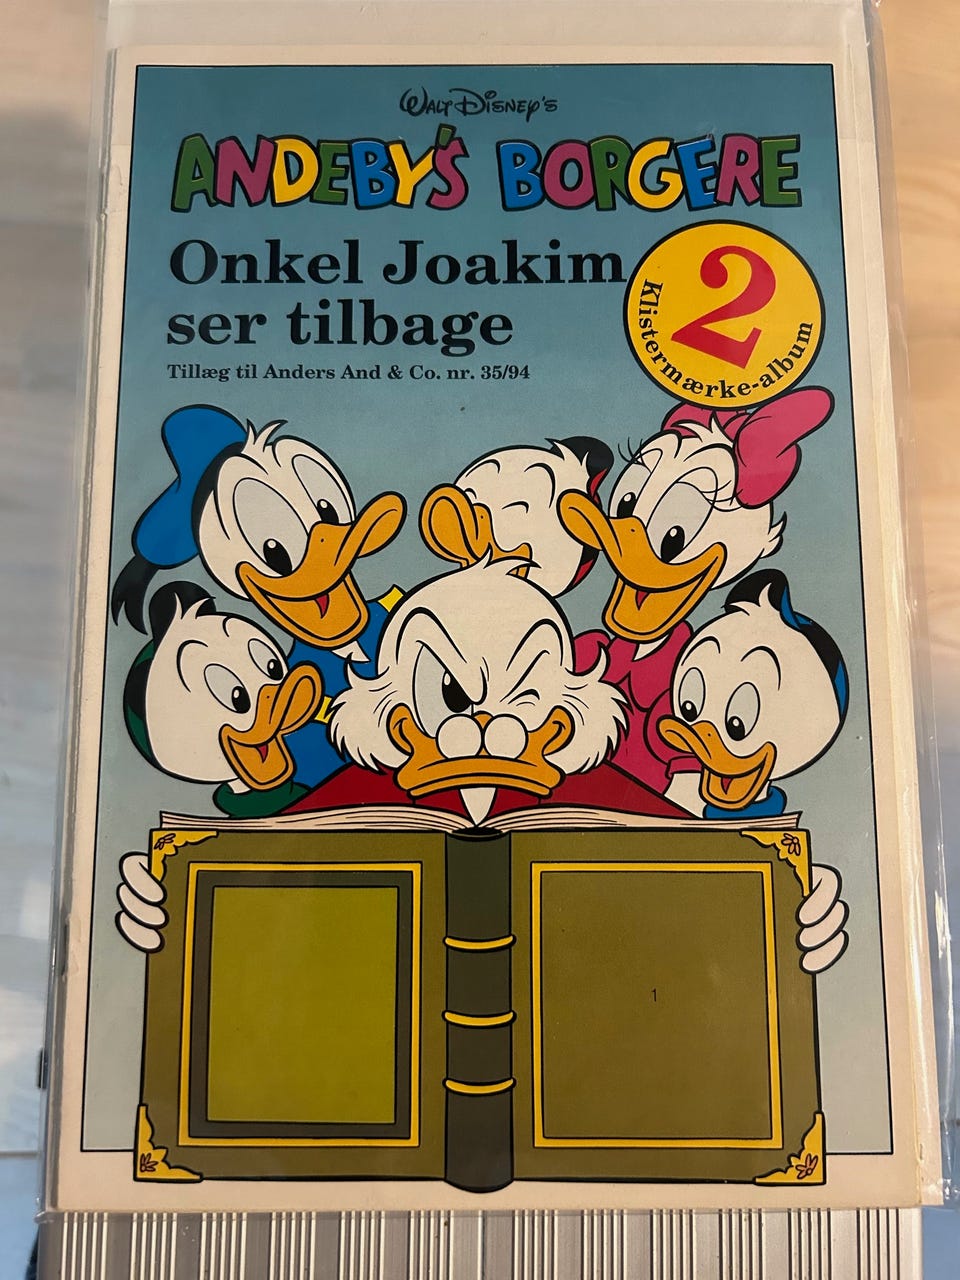 WALT DISNEY'S
ANDEBY'S BORGERE
Onkel Joakim
ser tilbage
Tillæg til Anders And & Co. nr. 35/94
2
Klistermærke-album
1